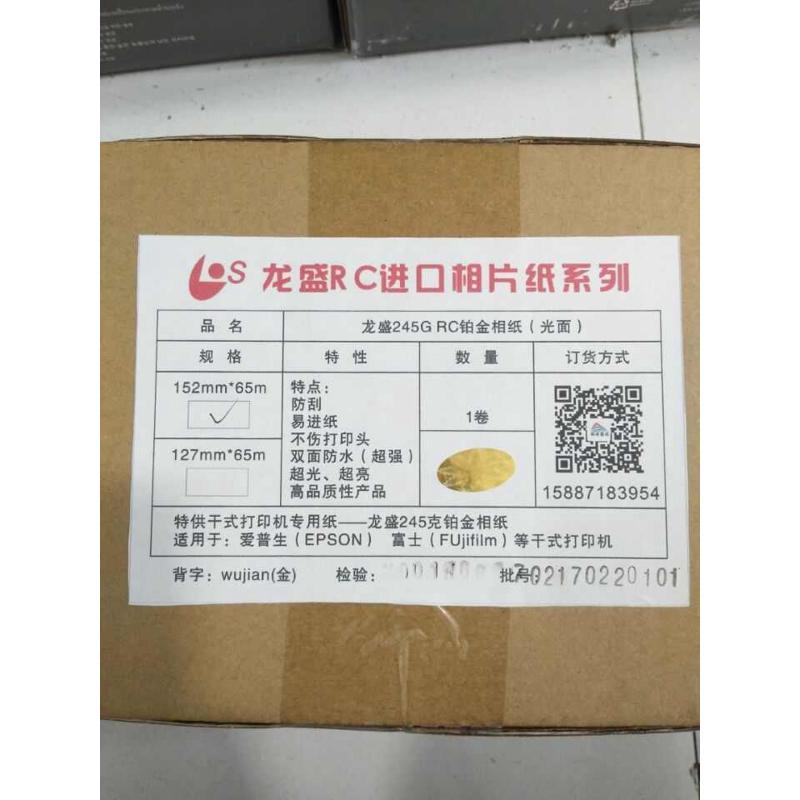 LOS 龙盛RC进口相片纸系列
品名 龙盛245G RC铂金相纸(光面)
规格 特性 数量 订货方式
152mm*65m
127mm*65m
特点:
防刮
易进纸
不伤打印头
双面防水(超强)
超光、超亮
高品质性产品
1卷
15887183954
特供干式打印机专用纸——龙盛245克铂金相纸
适用于:爱普生(EPSON) 富士(FUjifilm)等干式打印机
背字:wujian(金) 检验: 批号: 02170220101